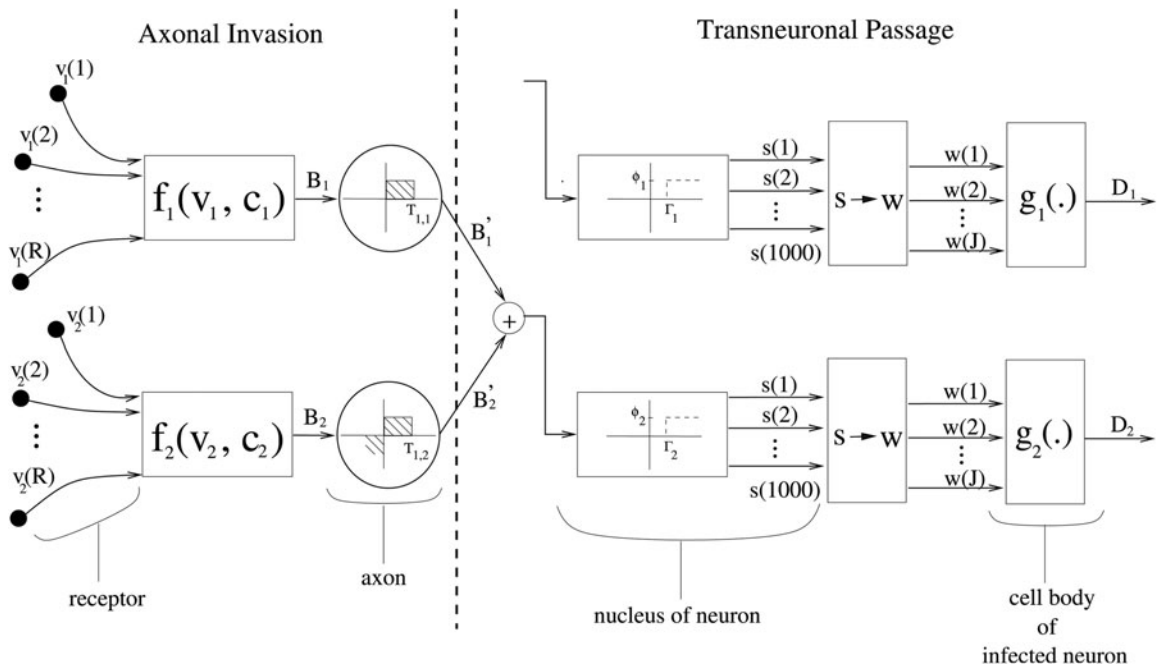 Axonal Invasion
Transneuronal Passage
v₁(1)
v₁(2)
...
v₁(R)
f₁(v₁, c₁)
B₁
T₁,₁
B₁'
v₂(1)
v₂(2)
...
v₂(R)
f₂(v₂, c₂)
B₂
T₁,₂
B₂'
+
receptor
axon
ϕ₁
Γ₁
s(1)
s(2)
...
s(1000)
s → w
w(1)
w(2)
...
w(J)
g₁(.)
D₁
ϕ₂
Γ₂
s(1)
s(2)
...
s(1000)
s → w
w(1)
w(2)
...
w(J)
g₂(.)
D₂
nucleus of neuron
cell body
of
infected neuron